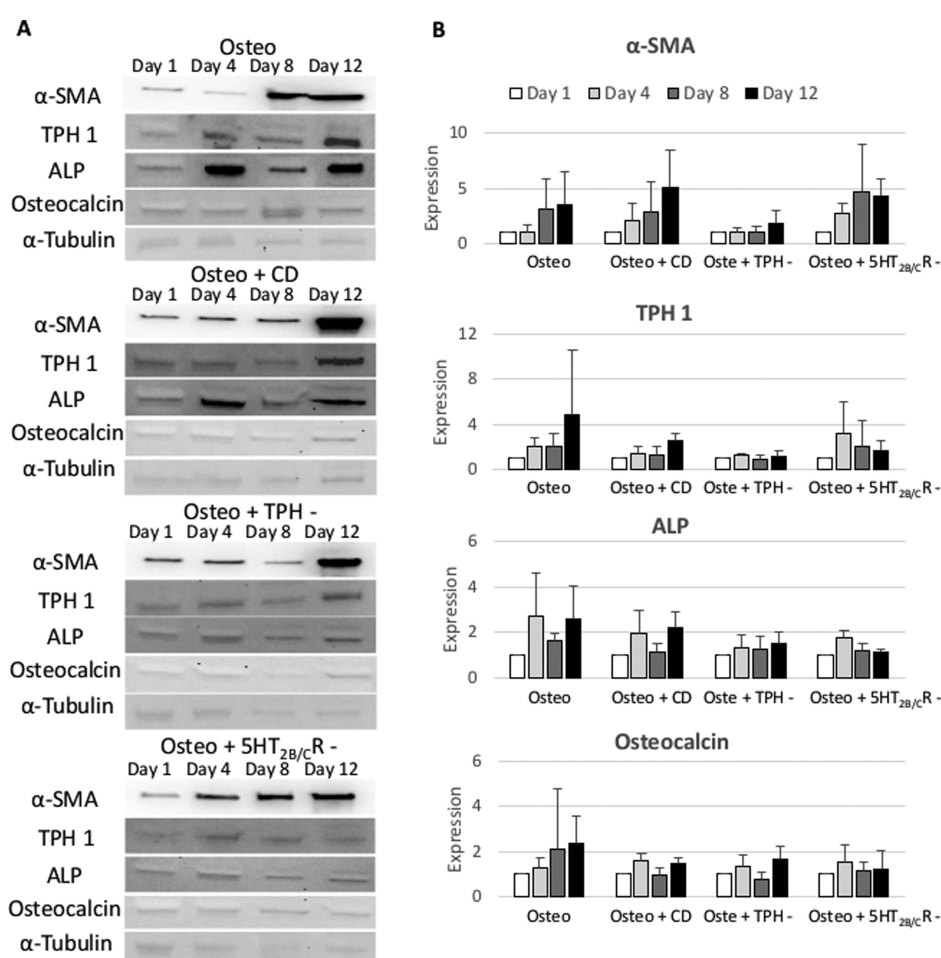 A
Osteo
Day 1 Day 4 Day 8 Day 12
α-SMA
TPH 1
ALP
Osteocalcin
α-Tubulin
Osteo + CD
Day 1 Day 4 Day 8 Day 12
α-SMA
TPH 1
ALP
Osteocalcin
α-Tubulin
Osteo + TPH -
Day 1 Day 4 Day 8 Day 12
α-SMA
TPH 1
ALP
Osteocalcin
α-Tubulin
Osteo + 5HT2B/CR -
Day 1 Day 4 Day 8 Day 12
α-SMA
TPH 1
ALP
Osteocalcin
α-Tubulin
B
α-SMA
Day 1 Day 4 Day 8 Day 12
Expression
10
5
0
Osteo Osteo + CD Oste + TPH - Osteo + 5HT2B/CR -
TPH 1
Expression
12
8
4
0
Osteo Osteo + CD Oste + TPH - Osteo + 5HT2B/CR -
ALP
Expression
6
4
2
0
Osteo Osteo + CD Oste + TPH - Osteo + 5HT2B/CR -
Osteocalcin
Expression
6
4
2
0
Osteo Osteo + CD Oste + TPH - Osteo + 5HT2B/CR -